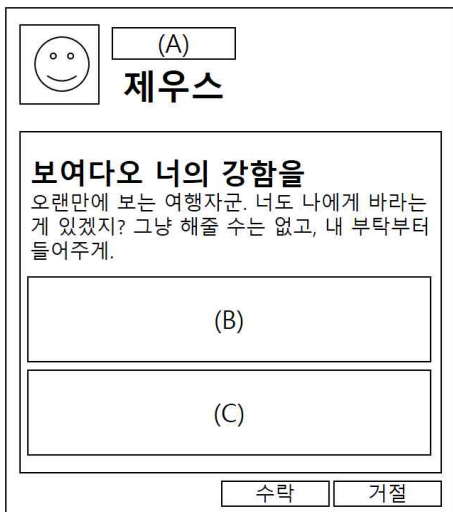 (A)
제우스
보여다오 너의 강함을
오랜만에 보는 여행자군. 너도 나에게 바라는
게 있겠지? 그냥 해줄 수는 없고, 내 부탁부터
들어주게.
(B)
(C)
수락 거절